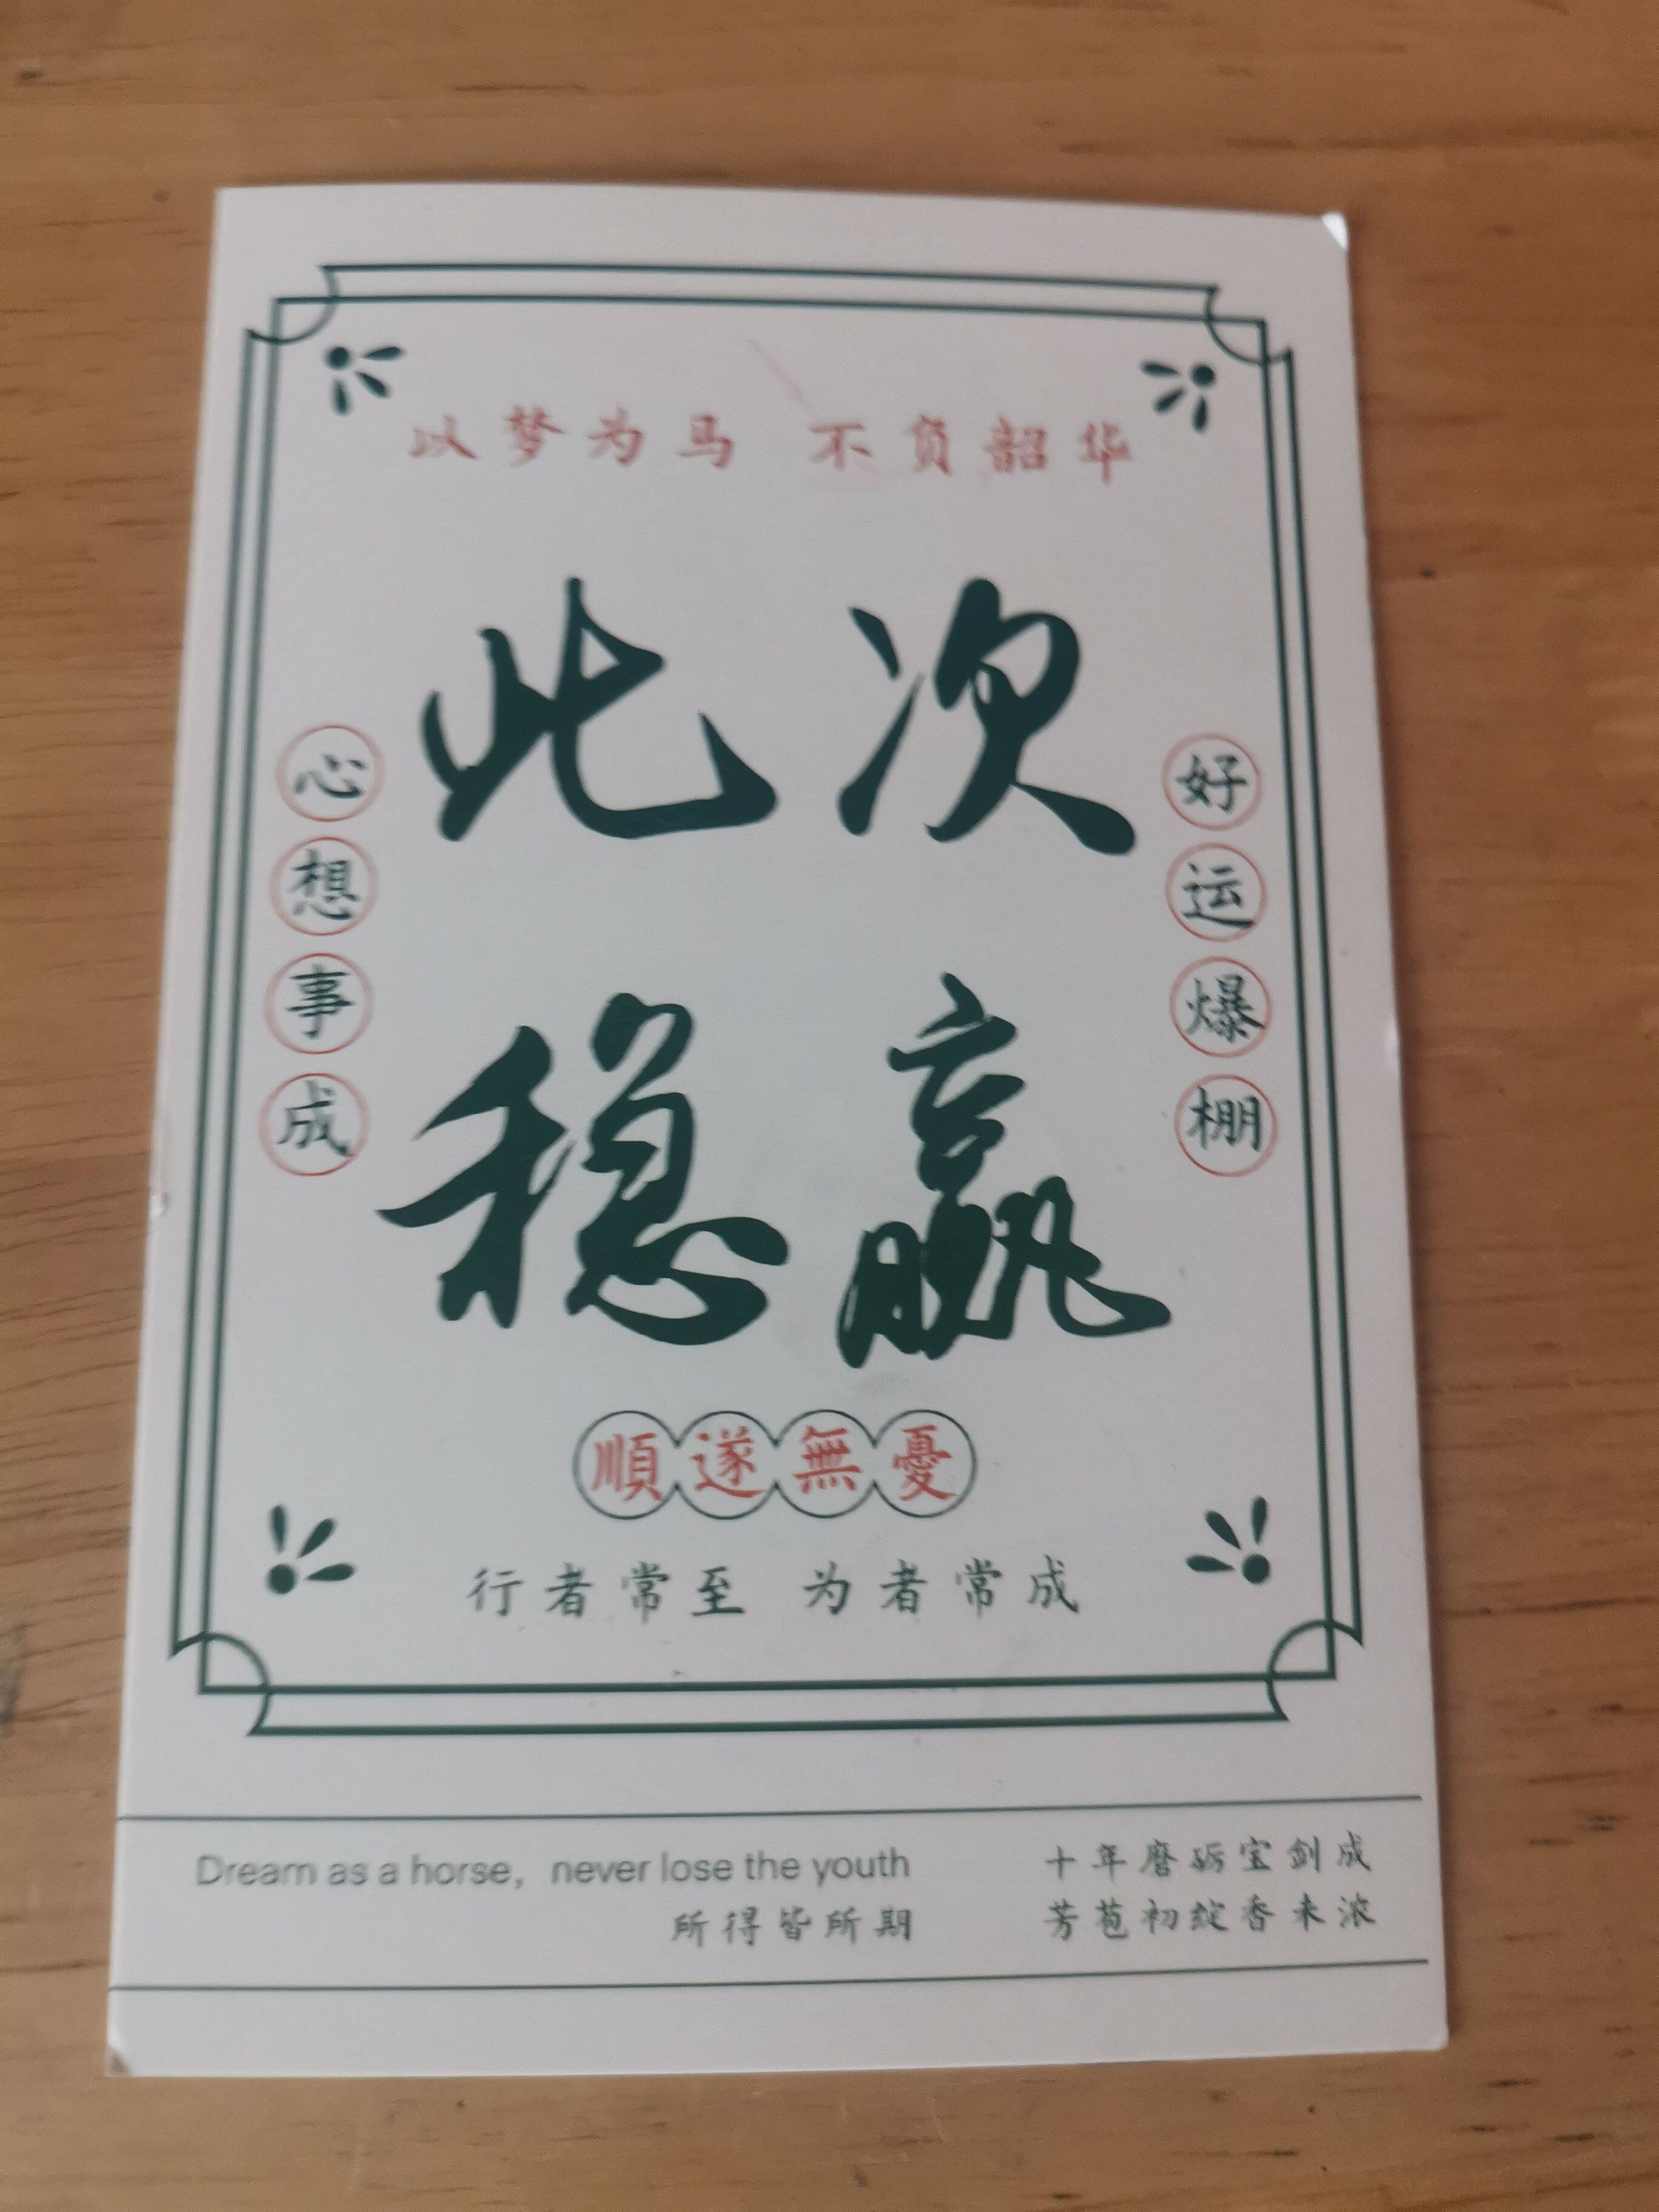 以梦为马 不负韶华
此次
稳赢
心想事成
好运爆棚
順遂無憂
行者常至 为者常成
Dream as a horse, never lose the youth
所得皆所期
十年磨砺宝剑成
芳苞初绽香未浓